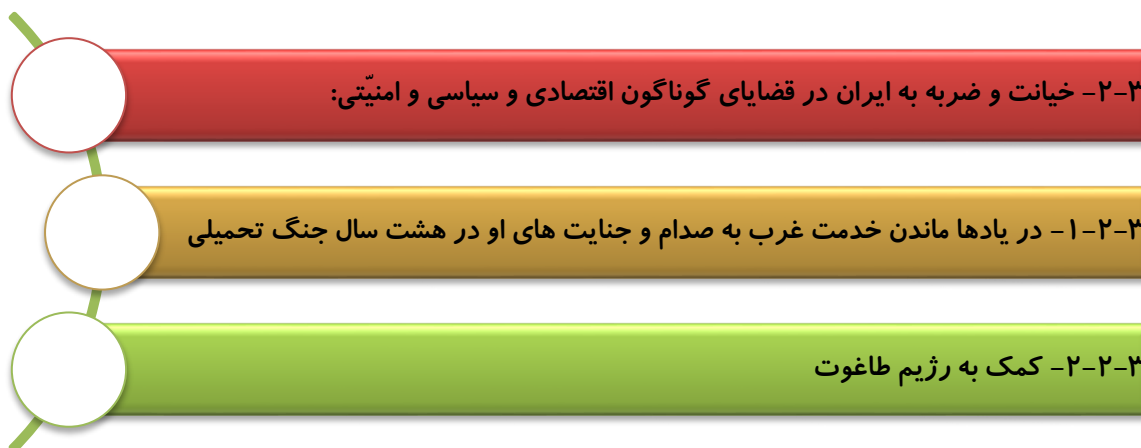 ۳-۲- خیانت و ضربه به ایران در قضایای گوناگون اقتصادی و سیاسی و امنیّتی:
۳-۲-۱- در یادها ماندن خدمت غرب به صدام و جنایت های او در هشت سال جنگ تحمیلی
۳-۲-۲- کمک به رژیم طاغوت